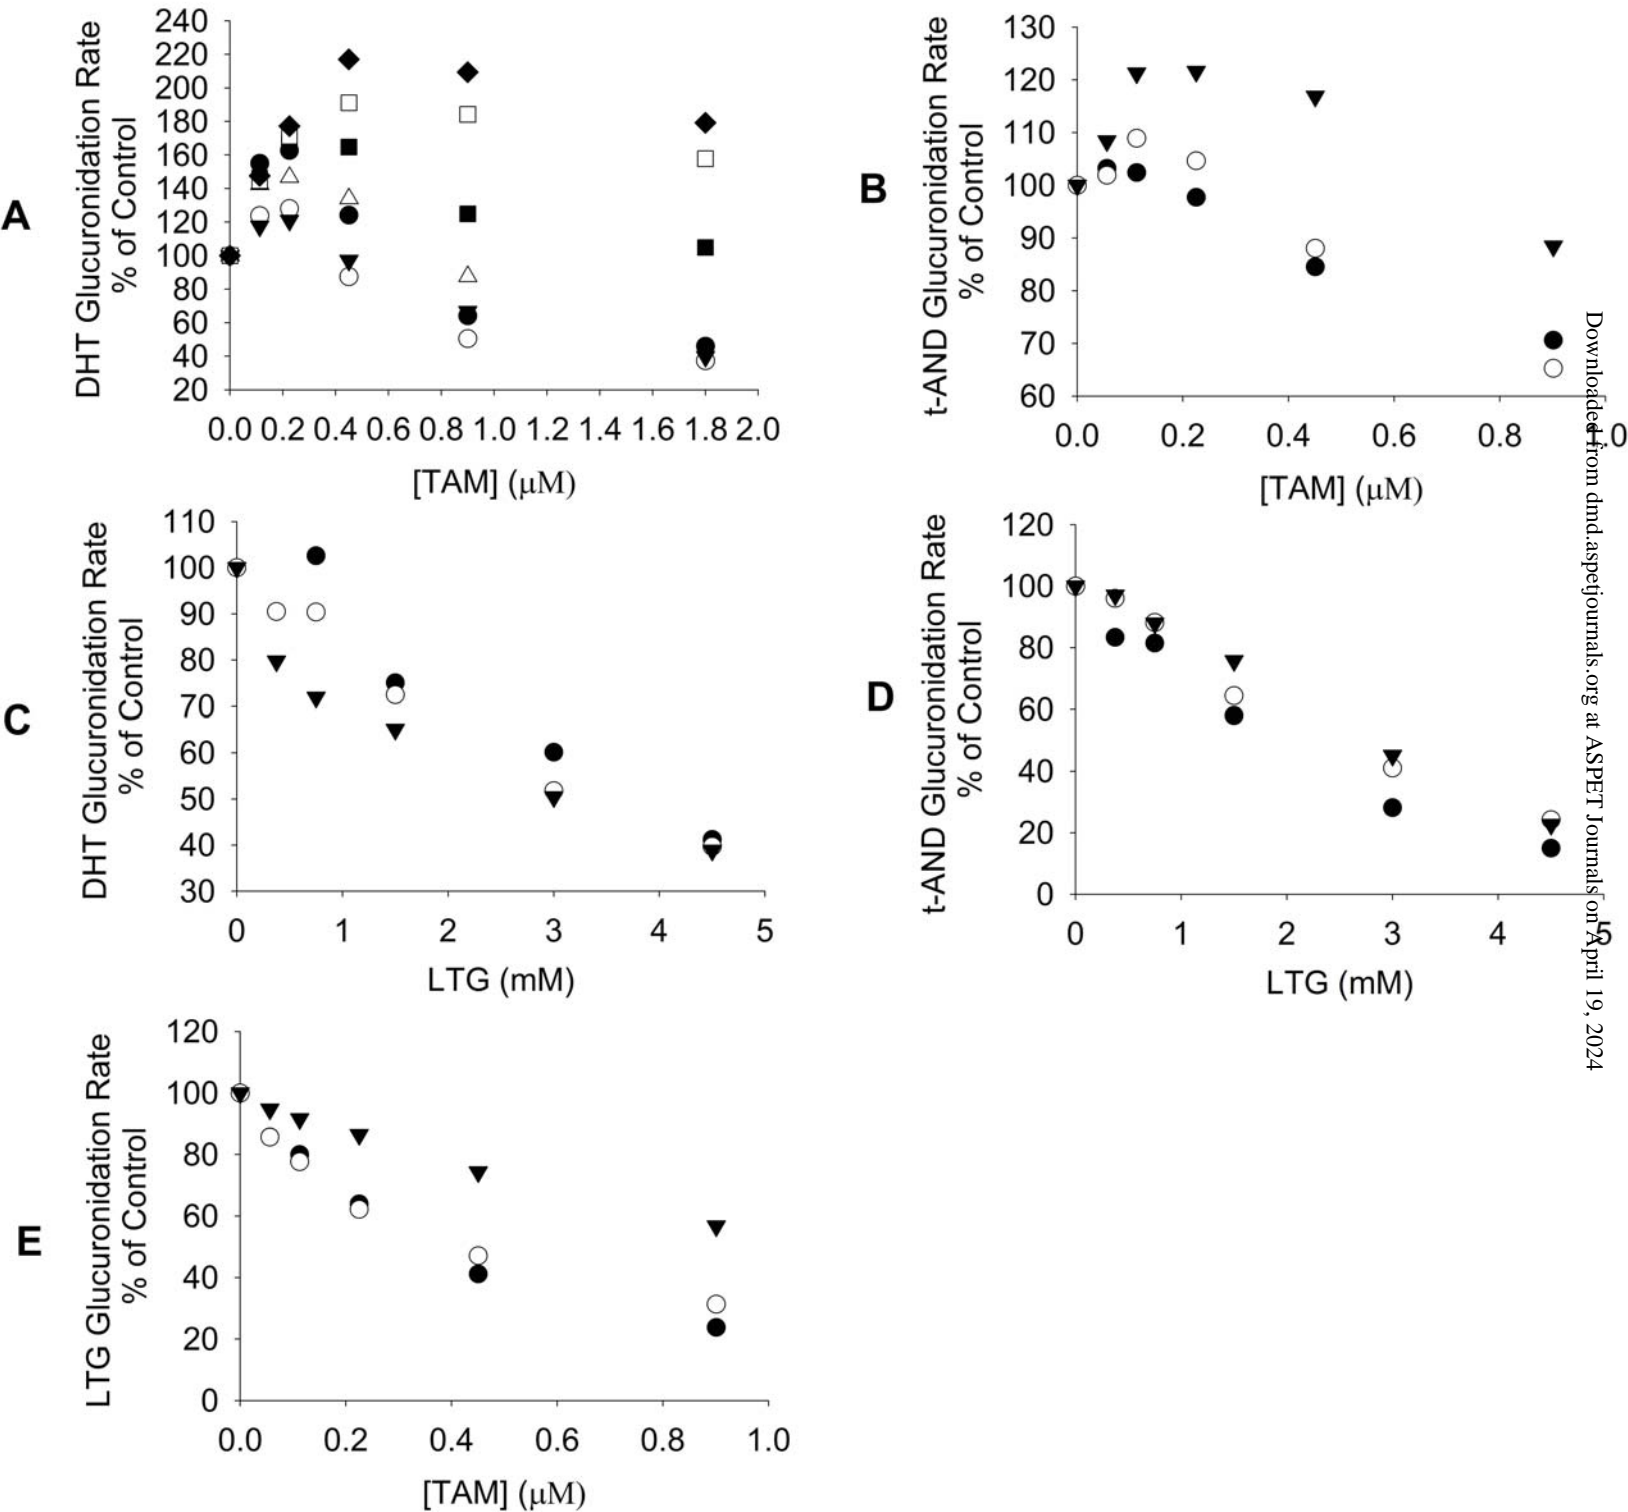 A
DHT Glucuronidation Rate
% of Control
240
220
200
180
160
140
120
100
80
60
40
20
0.0 0.2 0.4 0.6 0.8 1.0 1.2 1.4 1.6 1.8 2.0
[TAM] (μM)
B
t-AND Glucuronidation Rate
% of Control
130
120
110
100
90
80
70
60
0.0 0.2 0.4 0.6 0.8 1.0
[TAM] (μM)
C
DHT Glucuronidation Rate
% of Control
110
100
90
80
70
60
50
40
30
0 1 2 3 4 5
LTG (mM)
D
t-AND Glucuronidation Rate
% of Control
120
100
80
60
40
20
0
0 1 2 3 4 5
LTG (mM)
E
LTG Glucuronidation Rate
% of Control
120
100
80
60
40
20
0
0.0 0.2 0.4 0.6 0.8 1.0
[TAM] (μM)
Downloaded from dmd.aspetjournals.org at ASPET Journals on April 19, 2024